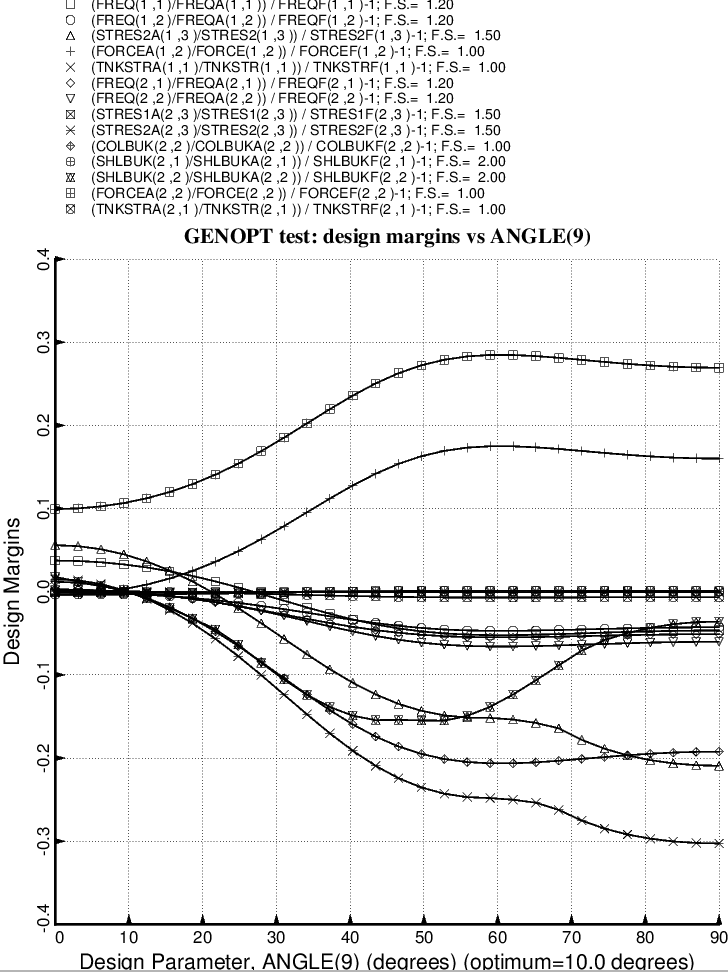 (FREQ(1 ,1 )/FREQA(1 ,1 )) / FREQF(1 ,1 )-1; F.S.= 1.20
(FREQ(1 ,2 )/FREQA(1 ,2 )) / FREQF(1 ,2 )-1; F.S.= 1.20
(STRES2A(1 ,3 )/STRES2(1 ,3 )) / STRES2F(1 ,3 )-1; F.S.= 1.50
(FORCEA(1 ,2 )/FORCE(1 ,2 )) / FORCEF(1 ,2 )-1; F.S.= 1.00
(TNKSTRA(1 ,1 )/TNKSTR(1 ,1 )) / TNKSTRF(1 ,1 )-1; F.S.= 1.00
(FREQ(2 ,1 )/FREQA(2 ,1 )) / FREQF(2 ,1 )-1; F.S.= 1.20
(FREQ(2 ,2 )/FREQA(2 ,2 )) / FREQF(2 ,2 )-1; F.S.= 1.20
(STRES1A(2 ,3 )/STRES1(2 ,3 )) / STRES1F(2 ,3 )-1; F.S.= 1.50
(STRES2A(2 ,3 )/STRES2(2 ,3 )) / STRES2F(2 ,3 )-1; F.S.= 1.50
(COLBUK(2 ,2 )/COLBUKA(2 ,2 )) / COLBUKF(2 ,2 )-1; F.S.= 1.00
(SHLBUK(2 ,1 )/SHLBUKA(2 ,1 )) / SHLBUKF(2 ,1 )-1; F.S.= 2.00
(SHLBUK(2 ,2 )/SHLBUKA(2 ,2 )) / SHLBUKF(2 ,2 )-1; F.S.= 2.00
(FORCEA(2 ,2 )/FORCE(2 ,2 )) / FORCEF(2 ,2 )-1; F.S.= 1.00
(TNKSTRA(2 ,1 )/TNKSTR(2 ,1 )) / TNKSTRF(2 ,1 )-1; F.S.= 1.00
GENOPT test: design margins vs ANGLE(9)
0.4
0.3
0.2
0.1
0.0
-0.1
-0.2
-0.3
-0.4
Design Margins
0 10 20 30 40 50 60 70 80 90
Design Parameter, ANGLE(9) (degrees) (optimum=10.0 degrees)